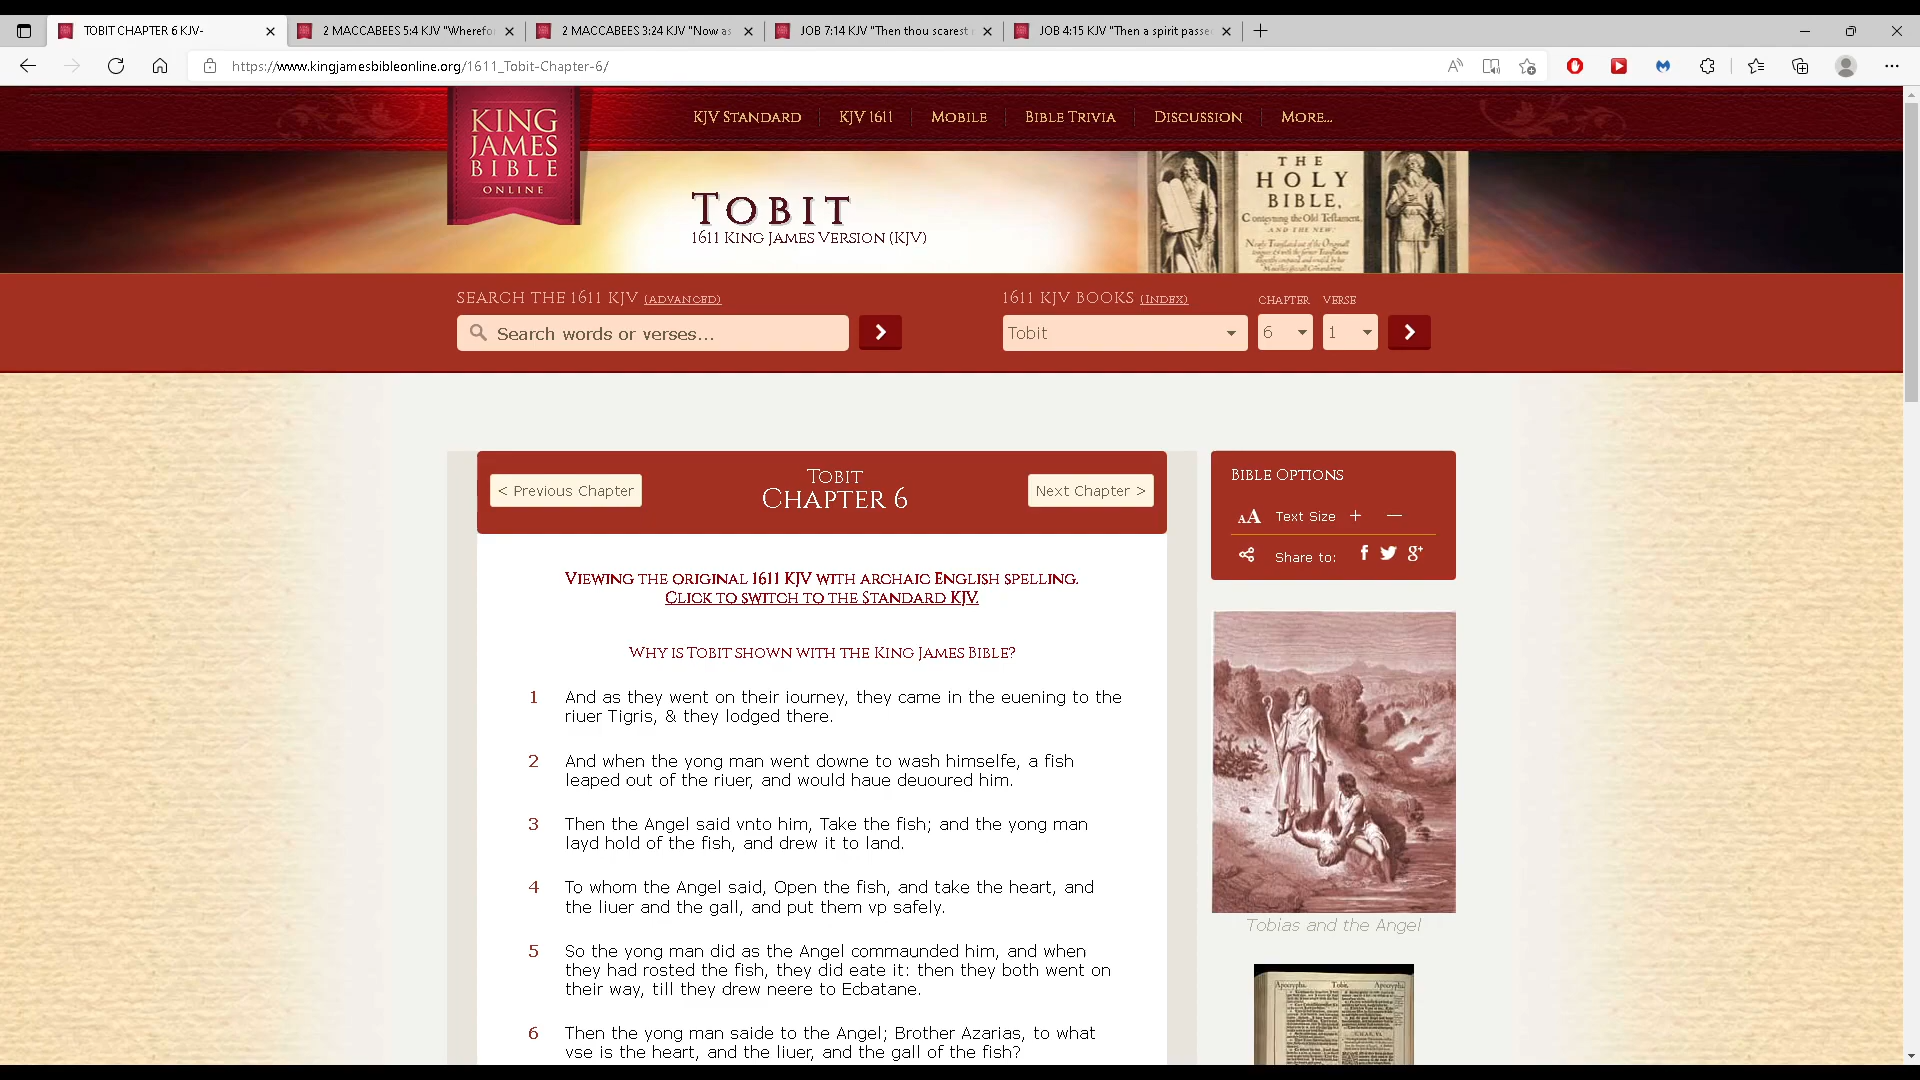 TOBIT CHAPTER 6 KJV-
2 MACCABEES 5:4 KJV "Wherefo
2 MACCABEES 3:24 KJV "Now as
JOB 7:14 KJV "Then thou scarest
JOB 4:15 KJV "Then a spirit passe
https://www.kingjamesbibleonline.org/1611_Tobit-Chapter-6/
KING
JAMES
BIBLE
ONLINE
KJV Standard
KJV 1611
Mobile
Bible Trivia
Discussion
More...
Tobit
1611 King James Version (KJV)
THE
HOLY
BIBLE,
Conteyning the Old Testament,
AND THE NEW:
Search the 1611 KJV (Advanced)
Search words or verses...
1611 KJV Books (Index)
Chapter
Verse
Tobit
6
1
< Previous Chapter
Tobit
Chapter 6
Next Chapter >
Bible Options
AA Text Size + —
Share to: f g+
Viewing the original 1611 KJV with archaic English spelling.
Click to switch to the Standard KJV.
Why is Tobit shown with the King James Bible?
1 And as they went on their iourney, they came in the euening to the
riuer Tigris, & they lodged there.
2 And when the yong man went downe to wash himselfe, a fish
leaped out of the riuer, and would haue deuoured him.
3 Then the Angel said vnto him, Take the fish; and the yong man
layd hold of the fish, and drew it to land.
4 To whom the Angel said, Open the fish, and take the heart, and
the liuer and the gall, and put them vp safely.
5 So the yong man did as the Angel commaunded him, and when
they had rosted the fish, they did eate it: then they both went on
their way, till they drew neere to Ecbatane.
6 Then the yong man saide to the Angel; Brother Azarias, to what
vse is the heart, and the liuer, and the gall of the fish?
Tobias and the Angel
Apocrypha. Tobit. Apocrypha.